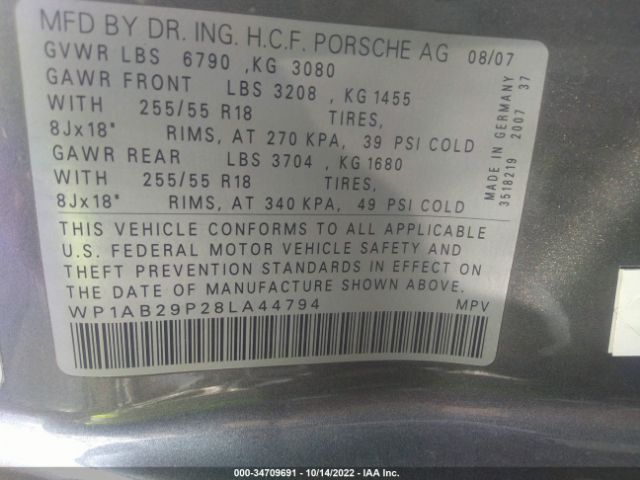 MFD BY DR. ING. H.C.F. PORSCHE AG 08/07
GVWR LBS 6790 ,KG 3080
GAWR FRONT LBS 3208 , KG 1455
WITH 255/55 R18 TIRES,
8Jx18" RIMS, AT 270 KPA, 39 PSI COLD
GAWR REAR LBS 3704 , KG 1680
WITH 255/55 R18 TIRES,
8Jx18" RIMS, AT 340 KPA, 49 PSI COLD
MADE IN GERMANY
3518219 2007 37
THIS VEHICLE CONFORMS TO ALL APPLICABLE
U.S. FEDERAL MOTOR VEHICLE SAFETY AND
THEFT PREVENTION STANDARDS IN EFFECT ON
THE DATE OF MANUFACTURE SHOWN ABOVE.
WP1AB29P28LA44794 MPV
000-34709691 - 10/14/2022 - IAA Inc.